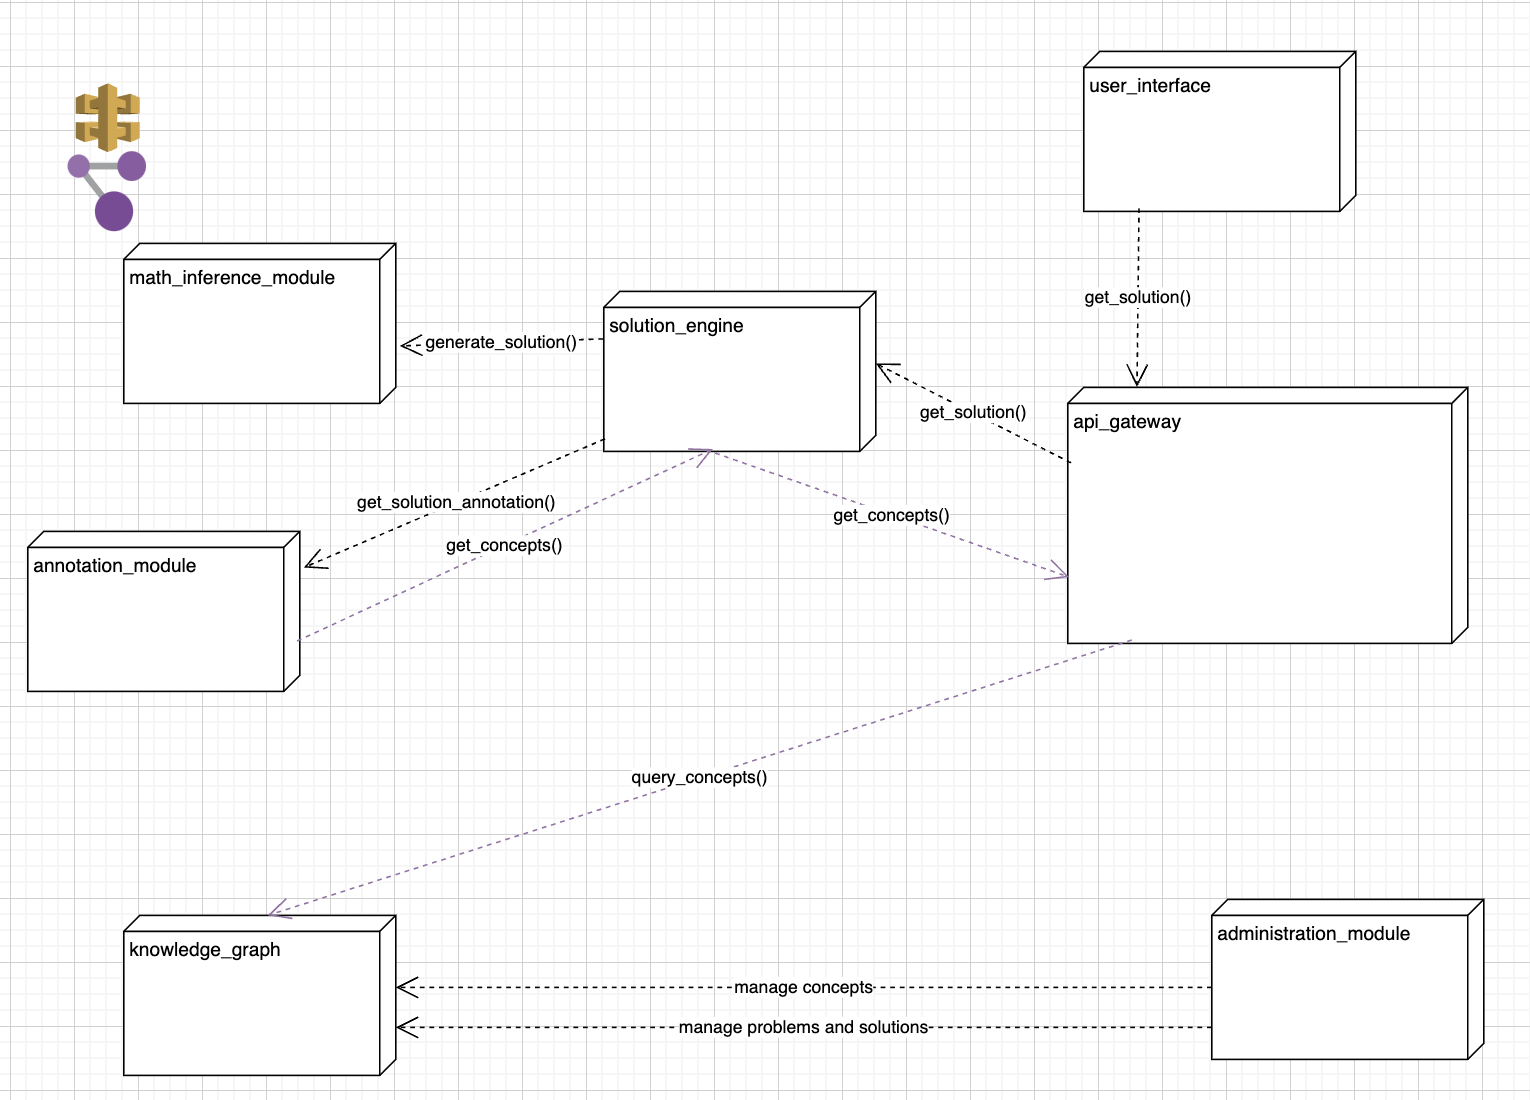 user_interface
math_inference_module
get_solution()
solution_engine
generate_solution()
get_solution()
api_gateway
get_solution_annotation()
get_concepts()
get_concepts()
annotation_module
query_concepts()
knowledge_graph
administration_module
manage concepts
manage problems and solutions